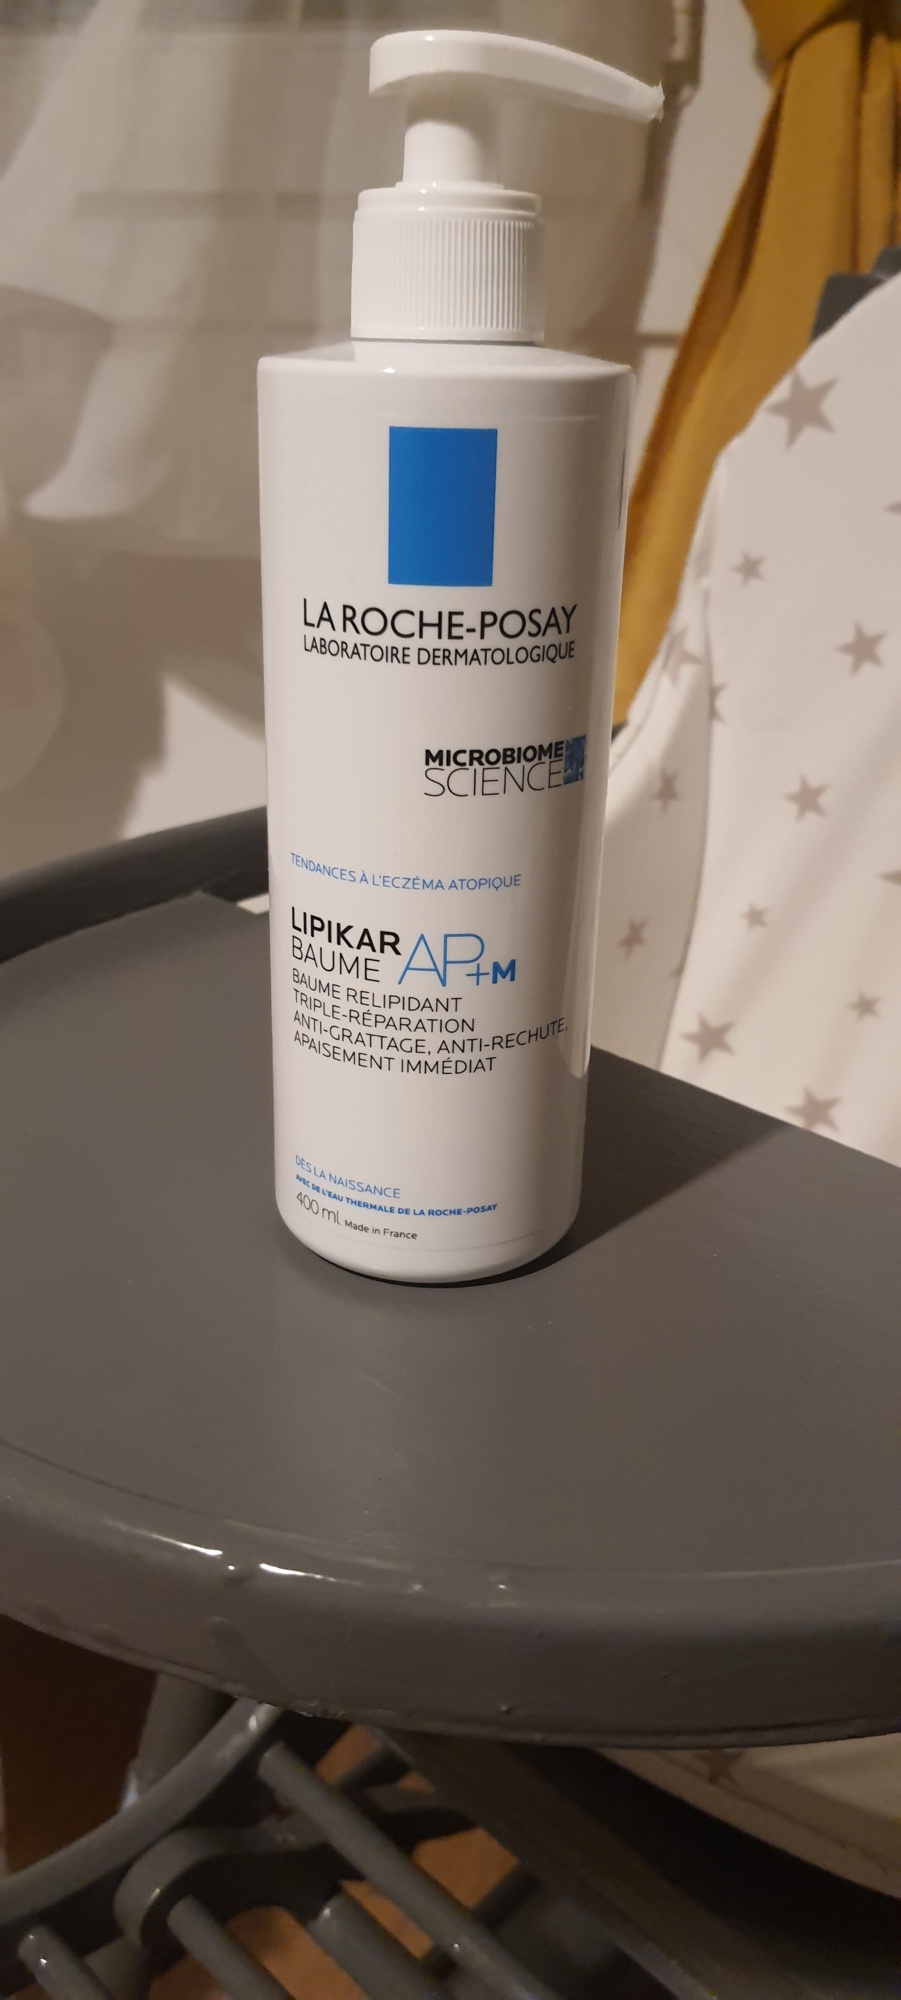 LA ROCHE-POSAY
LABORATOIRE DERMATOLOGIQUE
MICROBIOME
SCIENCE
TENDANCES À L'ECZÉMA ATOPIQUE
LIPIKAR
BAUME AP+M
BAUME RELIPIDANT
TRIPLE-RÉPARATION
ANTI-GRATTAGE, ANTI-RECHUTE,
APAISEMENT IMMÉDIAT
DÈS LA NAISSANCE
AVEC DE L'EAU THERMALE DE LA ROCHE-POSAY
400 ml Made in France